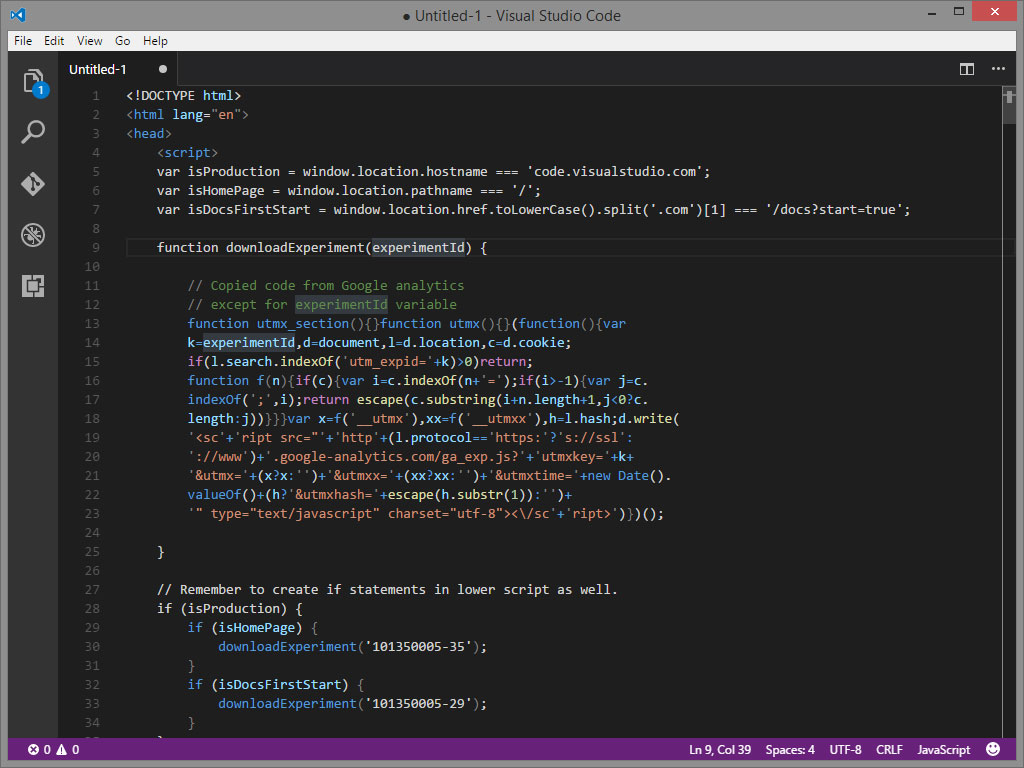 ● Untitled-1 - Visual Studio Code
File Edit View Go Help
Untitled-1 ●
1
1 <!DOCTYPE html>
2 <html lang="en">
3 <head>
4 <script>
5 var isProduction = window.location.hostname === 'code.visualstudio.com';
6 var isHomePage = window.location.pathname === '/';
7 var isDocsFirstStart = window.location.href.toLowerCase().split('.com')[1] === '/docs?start=true';
8
9 function downloadExperiment(experimentId) {
10
11 // Copied code from Google analytics
12 // except for experimentId variable
13 function utmx_section(){}function utmx(){}(function(){var
14 k=experimentId,d=document,l=d.location,c=d.cookie;
15 if(l.search.indexOf('utm_expid='+k)>0)return;
16 function f(n){if(c){var i=c.indexOf(n+'=');if(i>-1){var j=c.
17 indexOf(';',i);return escape(c.substring(i+n.length+1,j<0?c.
18 length:j))}}}var x=f('__utmx'),xx=f('__utmxx'),h=l.hash;d.write(
19 '<sc'+'ript src="'+'http'+(l.protocol=='https:'?'s://ssl':
20 '://www')+'.google-analytics.com/ga_exp.js?'+'utmxkey='+k+
21 '&utmx='+(x?x:'')+'&utmxx='+(xx?xx:'')+'&utmxtime='+new Date().
22 valueOf()+(h?'&utmxhash='+escape(h.substr(1)):'')+
23 '" type="text/javascript" charset="utf-8"><\/sc'+'ript>')})();
24
25 }
26
27 // Remember to create if statements in lower script as well.
28 if (isProduction) {
29 if (isHomePage) {
30 downloadExperiment('101350005-35');
31 }
32 if (isDocsFirstStart) {
33 downloadExperiment('101350005-29');
34 }
0 0 Ln 9, Col 39 Spaces: 4 UTF-8 CRLF JavaScript